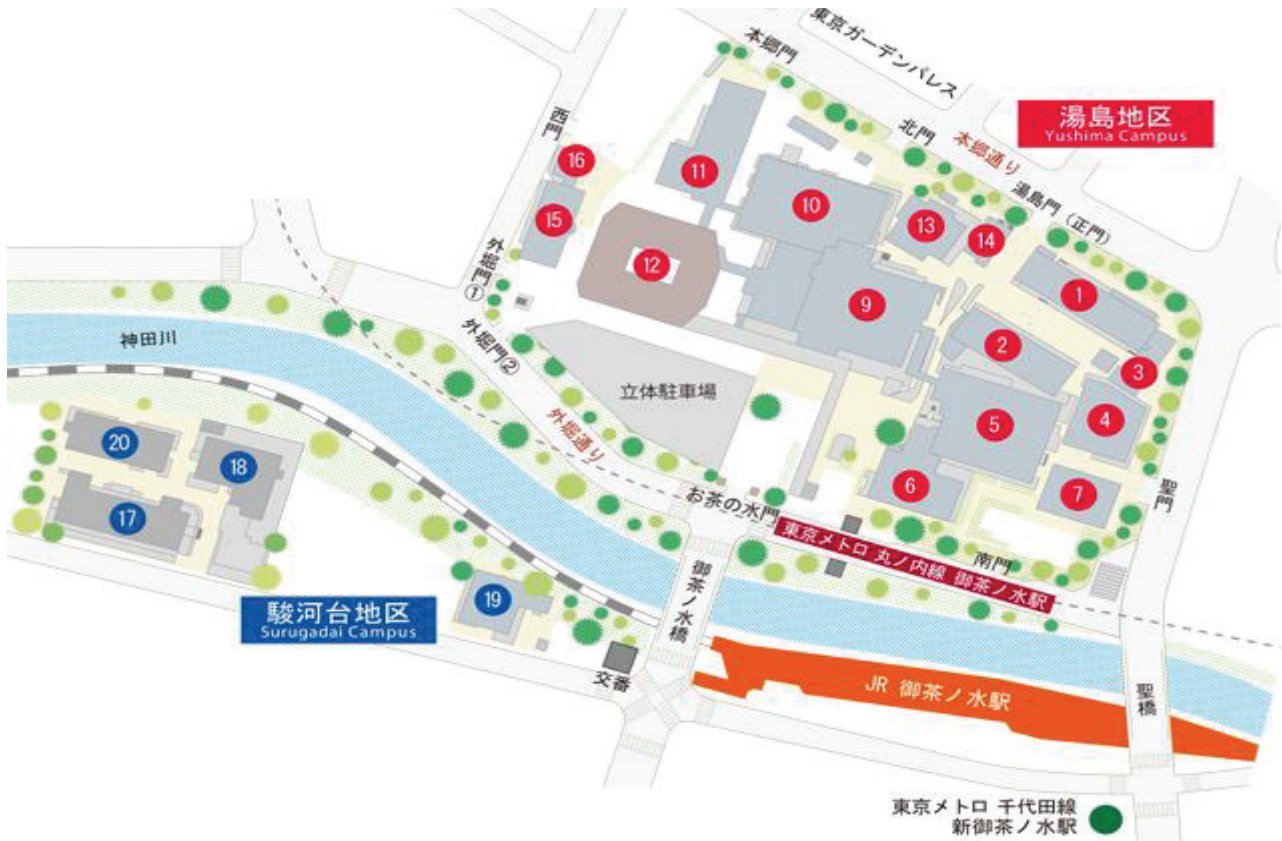 東京ガーデンパレス
本郷門
湯島地区
Yushima Campus
北門
本郷通り
湯島門(正門)
西門
16
11
15
10
13
14
12
9
1
2
3
外堀門①
外堀門②
神田川
立体駐車場
外堀通り
5
4
6
7
聖門
20
18
17
お茶の水門
東京メトロ 丸ノ内線 御茶ノ水駅
南門
御茶ノ水橋
19
駿河台地区
Surugadai Campus
交番
JR 御茶ノ水駅
聖橋
東京メトロ 千代田線
新御茶ノ水駅